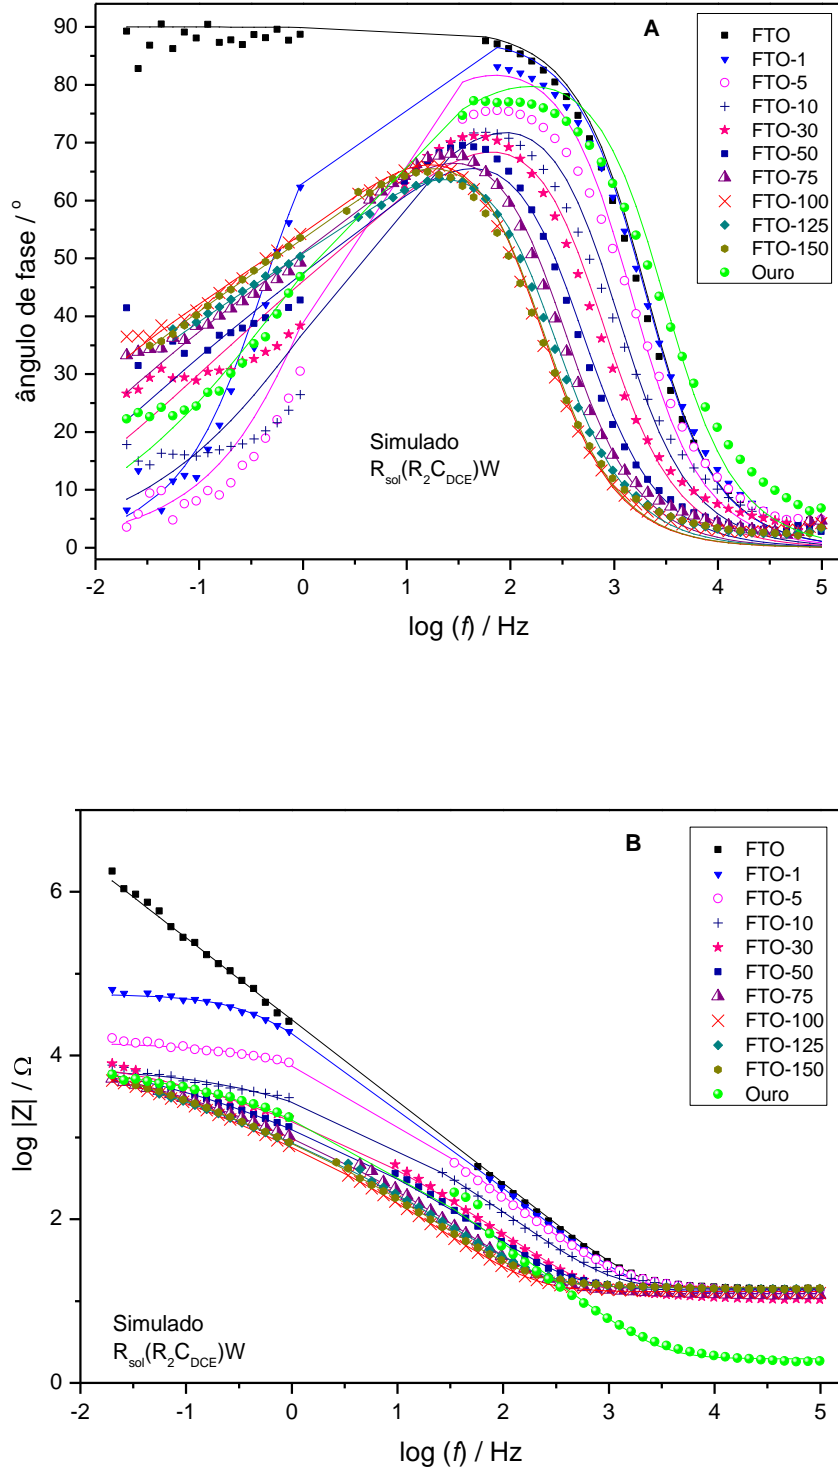 A
90
80
70
60
50
40
30
20
10
0
ângulo de fase / °
FTO
FTO-1
FTO-5
FTO-10
FTO-30
FTO-50
FTO-75
FTO-100
FTO-125
FTO-150
Ouro
Simulado
R_sol(R_2C_DCE)W
-2 -1 0 1 2 3 4 5
log (f) / Hz
B
6
4
2
0
log |Z| / Ω
FTO
FTO-1
FTO-5
FTO-10
FTO-30
FTO-50
FTO-75
FTO-100
FTO-125
FTO-150
Ouro
Simulado
R_sol(R_2C_DCE)W
-2 -1 0 1 2 3 4 5
log (f) / Hz